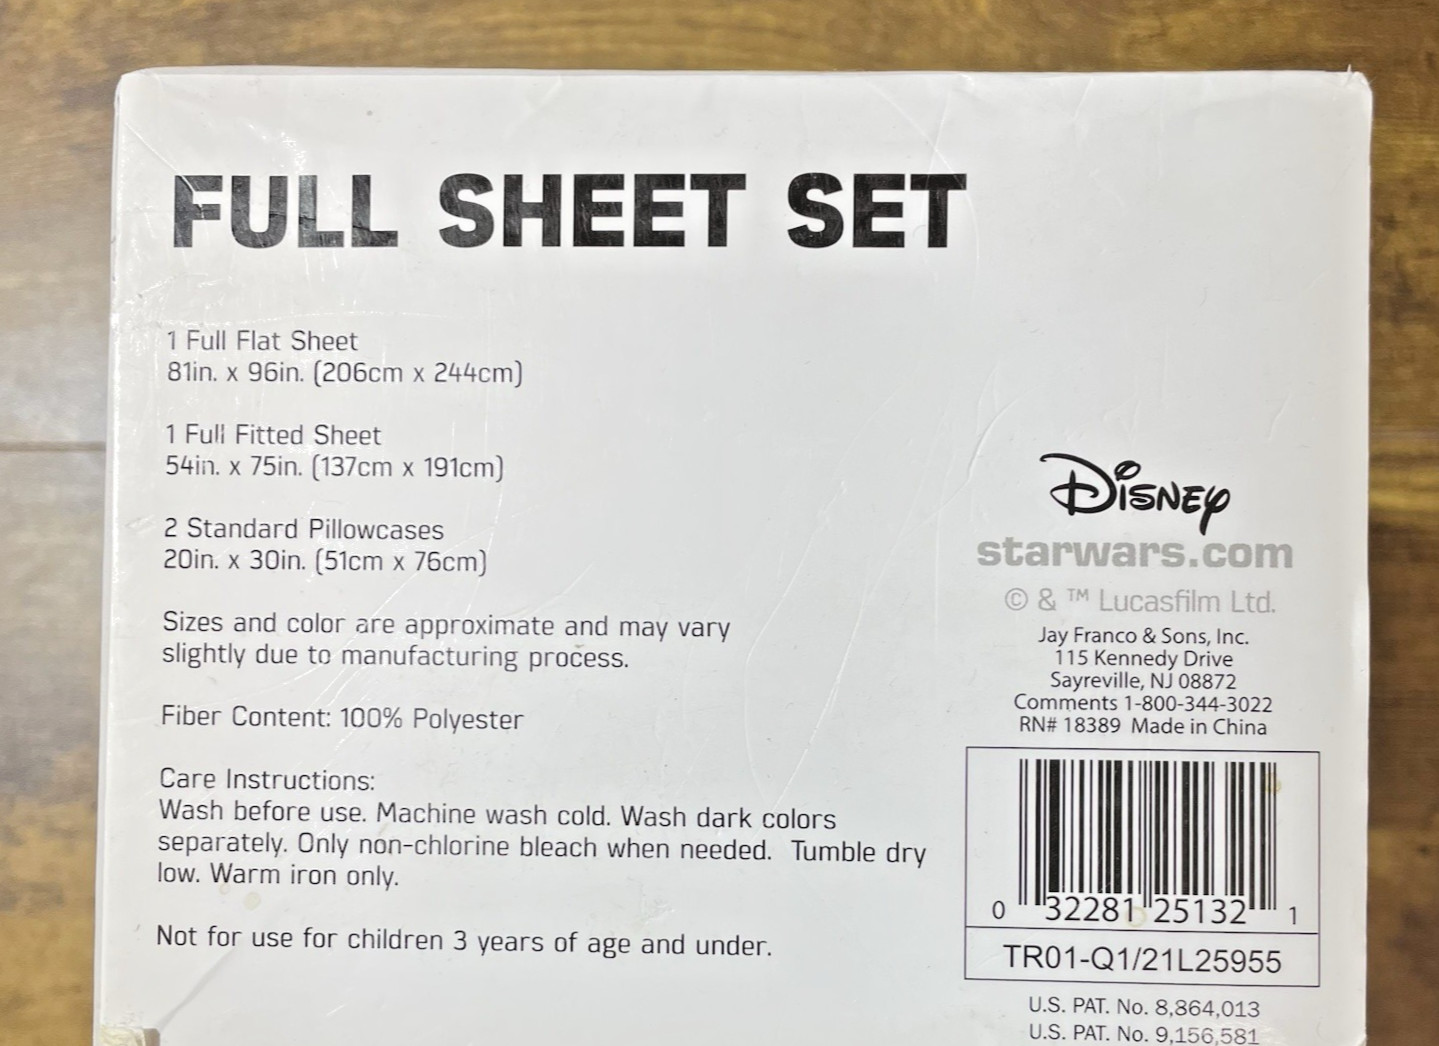 FULL SHEET SET
1 Full Flat Sheet
81in. x 96in. (206cm x 244cm)
1 Full Fitted Sheet
54in. x 75in. (137cm x 191cm)
2 Standard Pillowcases
20in. x 30in. (51cm x 76cm)
Sizes and color are approximate and may vary
slightly due to manufacturing process.
Fiber Content: 100% Polyester
Care Instructions:
Wash before use. Machine wash cold. Wash dark colors
separately. Only non-chlorine bleach when needed.  Tumble dry
low. Warm iron only.
Not for use for children 3 years of age and under.
Disney
starwars.com
© & ™ Lucasfilm Ltd.
Jay Franco & Sons, Inc.
115 Kennedy Drive
Sayreville, NJ 08872
Comments 1-800-344-3022
RN# 18389  Made in China
0 32281 25132 1
TR01-Q1/21L25955
U.S. PAT. No. 8,864,013
U.S. PAT. No. 9,156,581